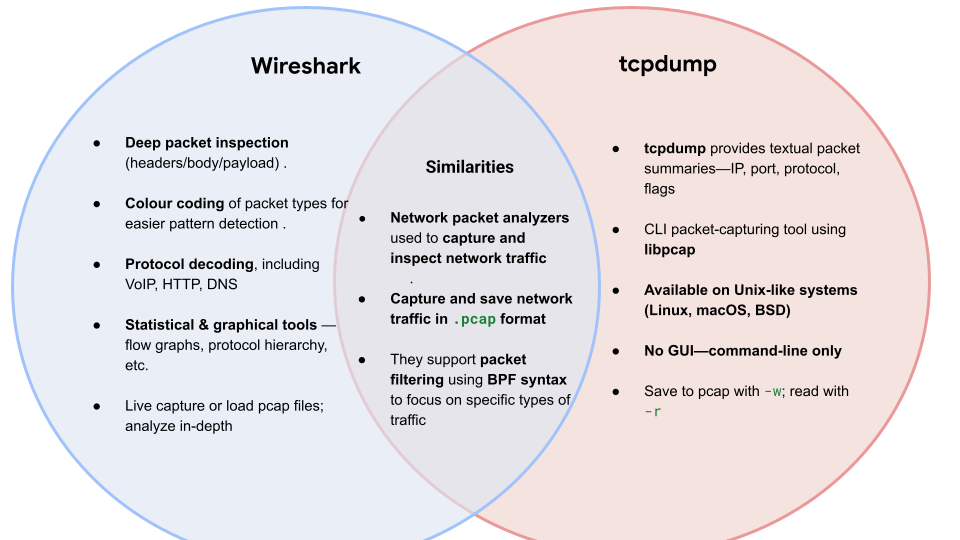 Wireshark
● Deep packet inspection
(headers/body/payload) .
● Colour coding of packet types for
easier pattern detection .
● Protocol decoding, including
VoIP, HTTP, DNS
● Statistical & graphical tools —
flow graphs, protocol hierarchy,
etc.
● Live capture or load pcap files;
analyze in-depth
Similarities
● Network packet analyzers
used to capture and
inspect network traffic
.
● Capture and save network
traffic in .pcap format
● They support packet
filtering using BPF syntax
to focus on specific types of
traffic
tcpdump
● tcpdump provides textual packet
summaries—IP, port, protocol,
flags
● CLI packet-capturing tool using
libpcap
● Available on Unix-like systems
(Linux, macOS, BSD)
● No GUI—command-line only
● Save to pcap with -w; read with
-r